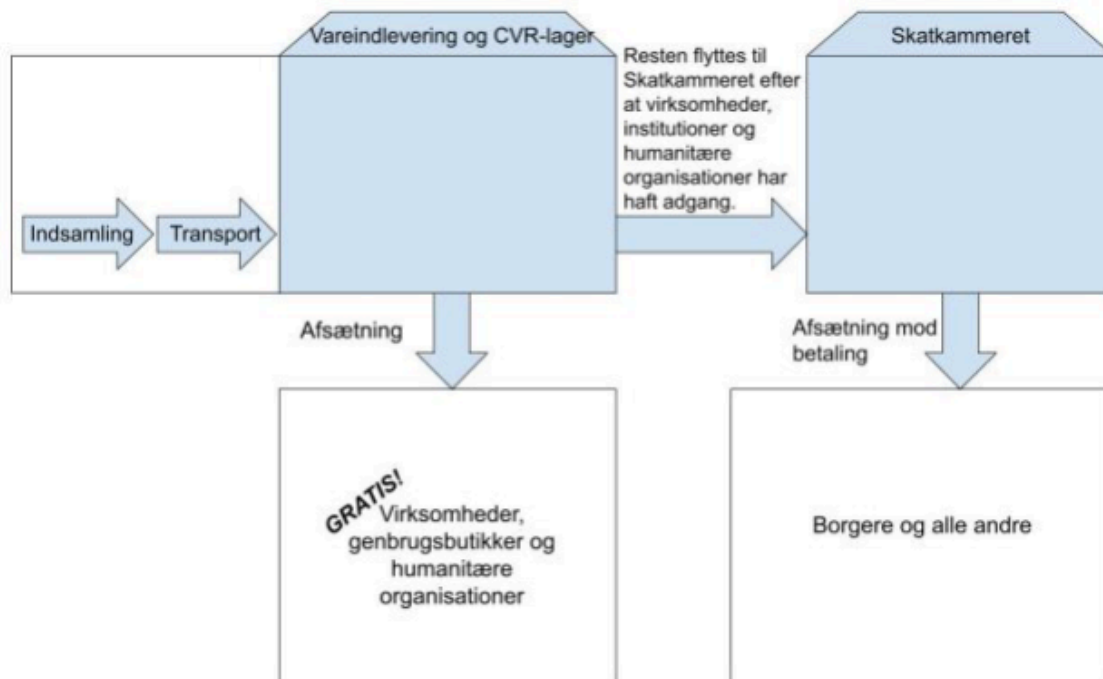 Vareindlevering og CVR-lager
Skatkammeret
Resten flyttes til
Skatkammeret efter
at virksomheder,
institutioner og
humanitære
organisationer har
haft adgang.
Indsamling
Transport
Afsætning
Afsætning mod
betaling
GRATIS!
Virksomheder,
genbrugsbutikker og
humanitære
organisationer
Borgere og alle andre